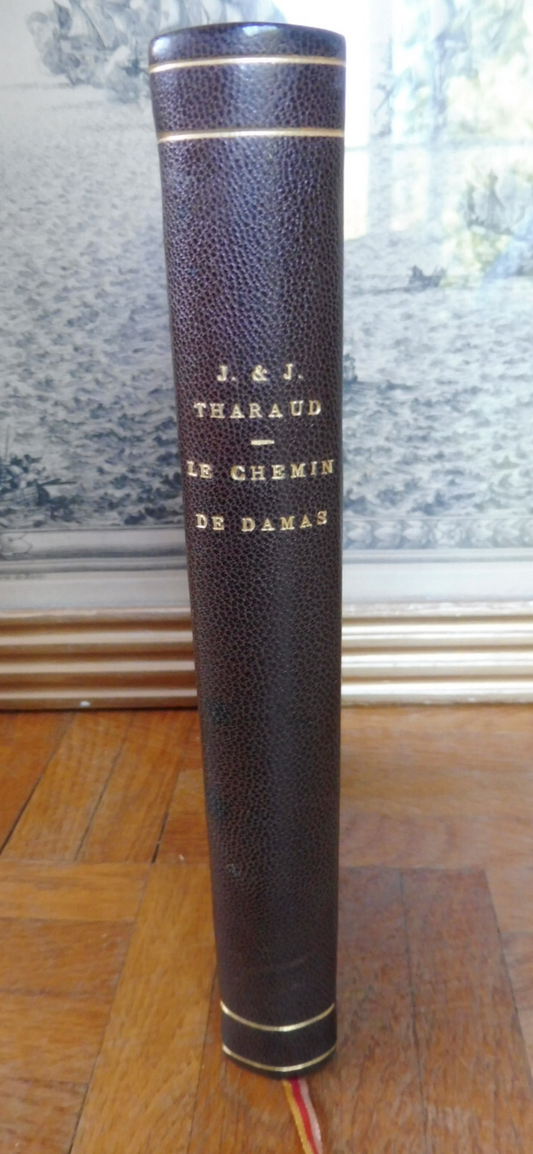 J. & J.
THARAUD
—
LE CHEMIN
DE DAMAS